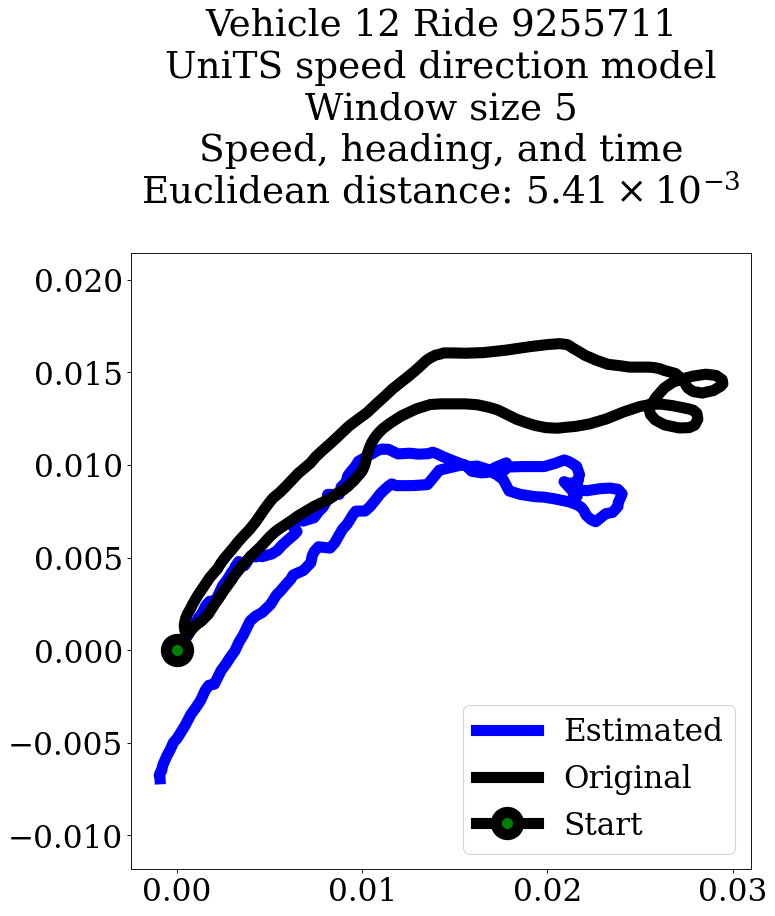 Vehicle 12 Ride 9255711
UniTS speed direction model
Window size 5
Speed, heading, and time
Euclidean distance: 5.41 × 10⁻³
0.020
0.015
0.010
0.005
0.000
−0.005
−0.010
Estimated
Original
Start
0.00 0.01 0.02 0.03